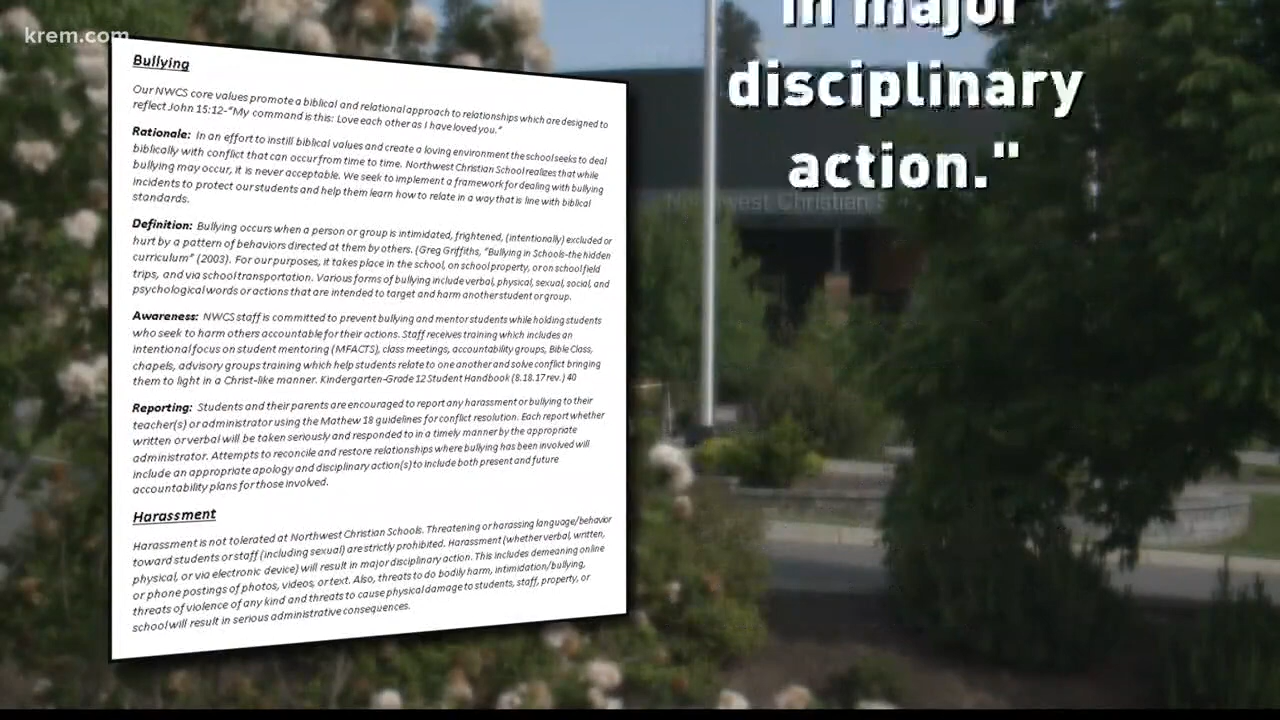 krem.com
in major
disciplinary
action."
Northwest Christian S
Bullying
Our NWCS core values promote a biblical and relational approach to relationships which are designed to
reflect John 15:12-"My command is this: Love each other as I have loved you."
Rationale: In an effort to instill biblical values and create a loving environment the school seeks to deal
biblically with conflict that can occur from time to time. Northwest Christian School realizes that while
bullying may occur, it is never acceptable. We seek to implement a framework for dealing with bullying
incidents to protect our students and help them learn how to relate in a way that is line with biblical
standards.
Definition: Bullying occurs when a person or group is intimidated, frightened, (intentionally) excluded or
hurt by a pattern of behaviors directed at them by others. (Greg Griffiths, "Bullying in Schools-the hidden
curriculum" (2003). For our purposes, it takes place in the school, on school property, or on school field
trips, and via school transportation. Various forms of bullying include verbal, physical, sexual, social, and
psychological words or actions that are intended to target and harm another student or group.
Awareness: NWCS staff is committed to prevent bullying and mentor students while holding students
who seek to harm others accountable for their actions. Staff receives training which includes an
intentional focus on student mentoring (MFACTS), class meetings, accountability groups, Bible Class,
chapels, advisory groups training which help students relate to one another and solve conflict bringing
them to light in a Christ-like manner. Kindergarten-Grade 12 Student Handbook (8.18.17 rev.) 40
Reporting: Students and their parents are encouraged to report any harassment or bullying to their
teacher(s) or administrator using the Mathew 18 guidelines for conflict resolution. Each report whether
written or verbal will be taken seriously and responded to in a timely manner by the appropriate
administrator. Attempts to reconcile and restore relationships where bullying has been involved will
include an appropriate apology and disciplinary action(s) to include both present and future
accountability plans for those involved.
Harassment
Harassment is not tolerated at Northwest Christian Schools. Threatening or harassing language/behavior
toward students or staff (including sexual) are strictly prohibited. Harassment (whether verbal, written,
physical, or via electronic device) will result in major disciplinary action. This includes demeaning online
or phone postings of photos, videos, or text. Also, threats to do bodily harm, intimidation/bullying,
threats of violence of any kind and threats to cause physical damage to students, staff, property, or
school will result in serious administrative consequences.